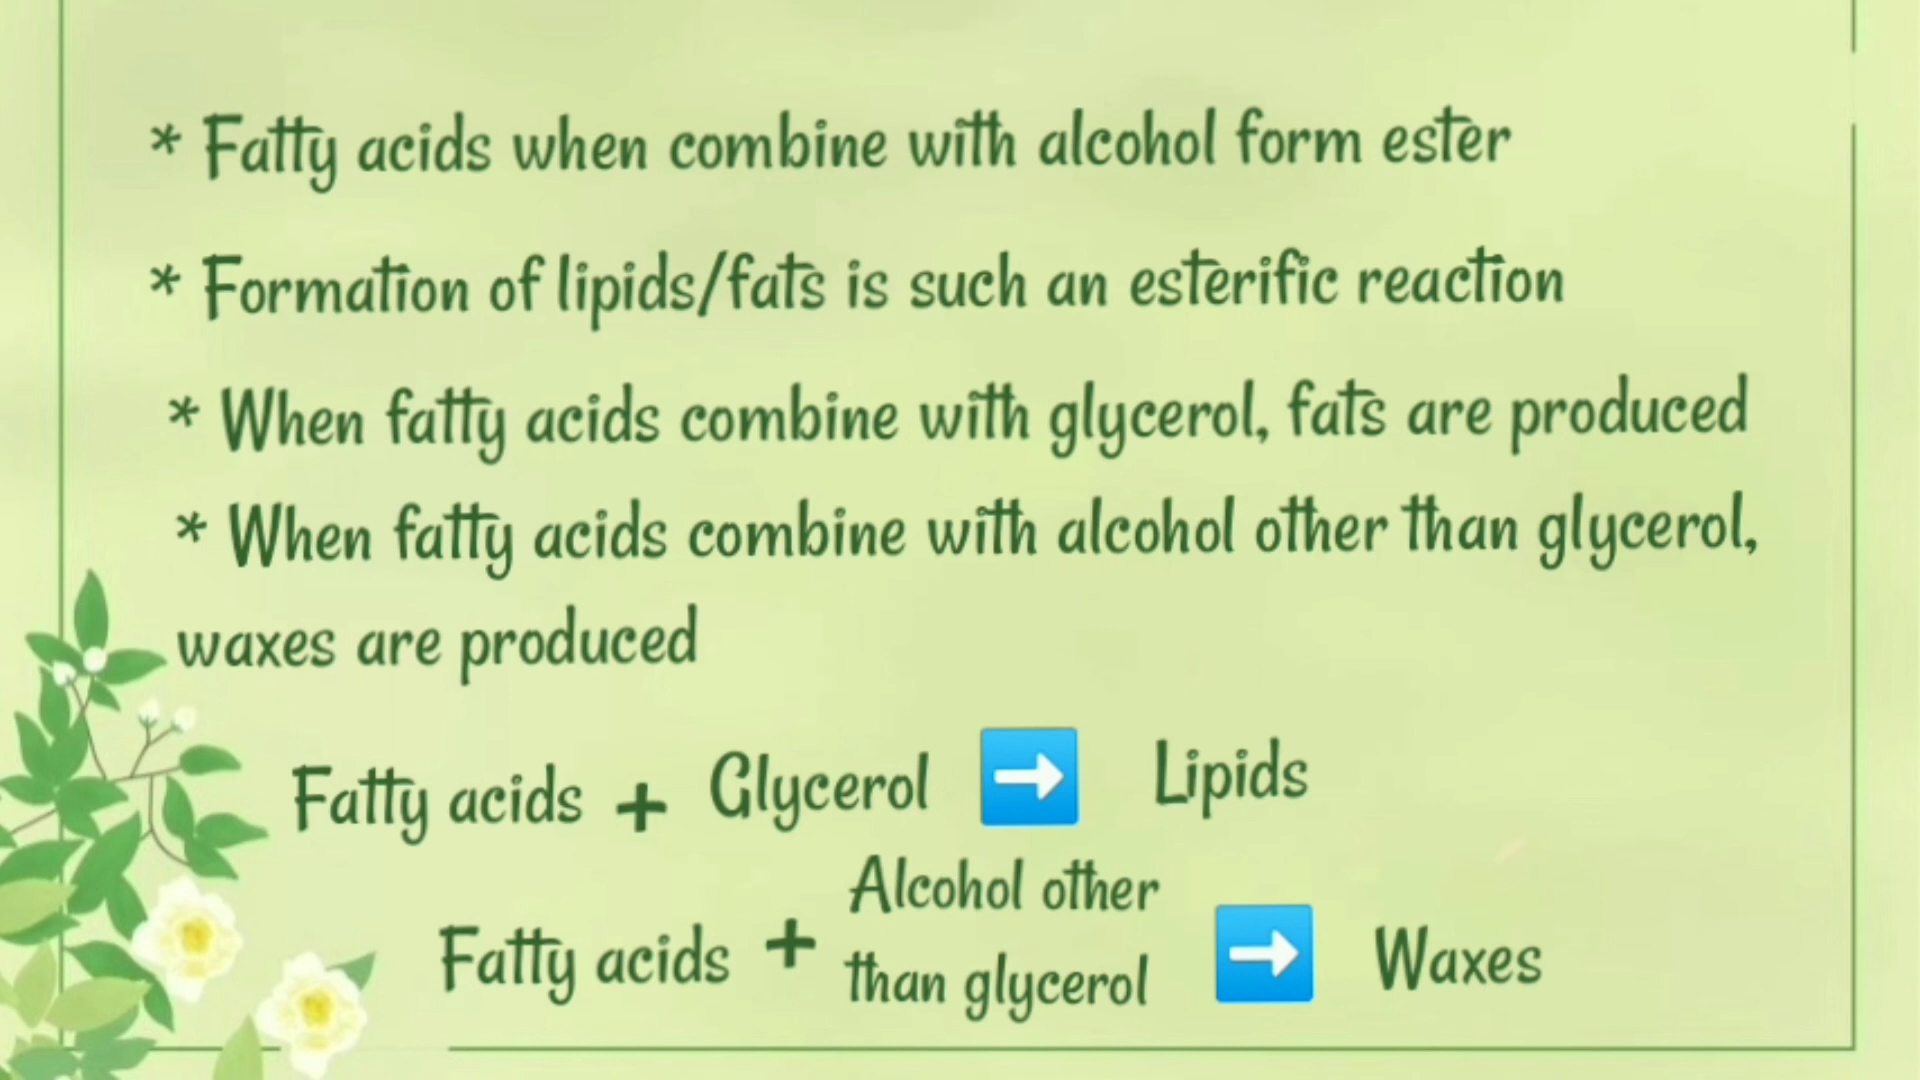 * Fatty acids when combine with alcohol form ester
* Formation of lipids/fats is such an esterific reaction
* When fatty acids combine with glycerol, fats are produced
* When fatty acids combine with alcohol other than glycerol,
waxes are produced
Fatty acids + Glycerol ➡ Lipids
Fatty acids + Alcohol other
than glycerol ➡ Waxes